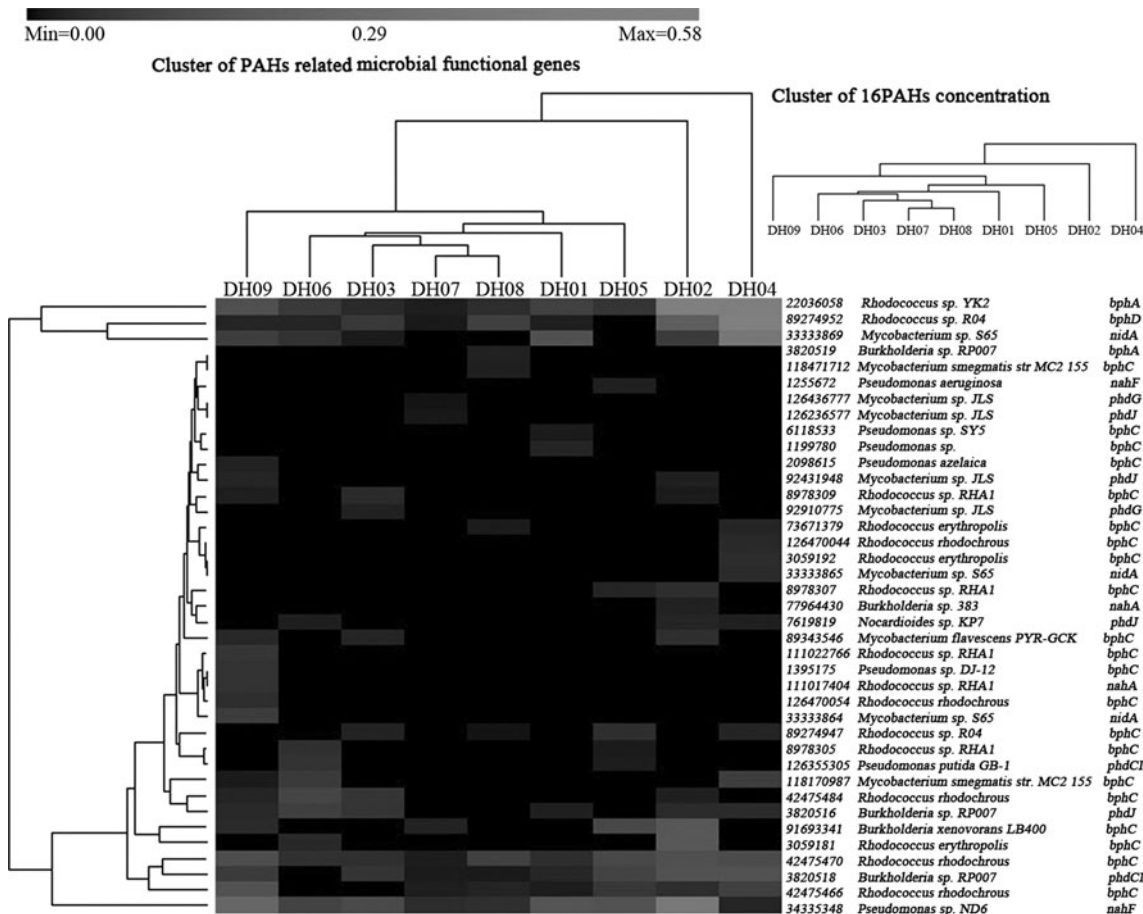 Min=0.00 0.29 Max=0.58
Cluster of PAHs related microbial functional genes
Cluster of 16PAHs concentration
DH09 DH06 DH03 DH07 DH08 DH01 DH05 DH02 DH04
DH09 DH06 DH03 DH07 DH08 DH01 DH05 DH02 DH04
22036058 Rhodococcus sp. YK2 bphA
89274952 Rhodococcus sp. R04 bphD
33333869 Mycobacterium sp. S65 nidA
3820519 Burkholderia sp. RP007 bphA
118471712 Mycobacterium smegmatis str MC2 155 bphC
1255672 Pseudomonas aeruginosa nahF
126436777 Mycobacterium sp. JLS phdG
126236577 Mycobacterium sp. JLS phdJ
6118533 Pseudomonas sp. SY5 bphC
1199780 Pseudomonas sp. bphC
2098615 Pseudomonas azelaica bphC
92431948 Mycobacterium sp. JLS phdJ
8978309 Rhodococcus sp. RHA1 bphC
92910775 Mycobacterium sp. JLS phdG
73671379 Rhodococcus erythropolis bphC
126470044 Rhodococcus rhodochrous bphC
3059192 Rhodococcus erythropolis bphC
33333865 Mycobacterium sp. S65 nidA
8978307 Rhodococcus sp. RHA1 bphC
77964430 Burkholderia sp. 383 nahA
7619819 Nocardioides sp. KP7 phdJ
89343546 Mycobacterium flavescens PYR-GCK bphC
111022766 Rhodococcus sp. RHA1 bphC
1395175 Pseudomonas sp. DJ-12 bphC
111017404 Rhodococcus sp. RHA1 nahA
126470054 Rhodococcus rhodochrous bphC
33333864 Mycobacterium sp. S65 nidA
89274947 Rhodococcus sp. R04 bphC
8978305 Rhodococcus sp. RHA1 bphC
126355305 Pseudomonas putida GB-1 phdCI
118170987 Mycobacterium smegmatis str. MC2 155 bphC
42475484 Rhodococcus rhodochrous bphC
3820516 Burkholderia sp. RP007 phdJ
91693341 Burkholderia xenovorans LB400 bphC
3059181 Rhodococcus erythropolis bphC
42475470 Rhodococcus rhodochrous bphC
3820518 Burkholderia sp. RP007 phdCI
42475466 Rhodococcus rhodochrous bphC
34335348 Pseudomonas sp. ND6 nahF